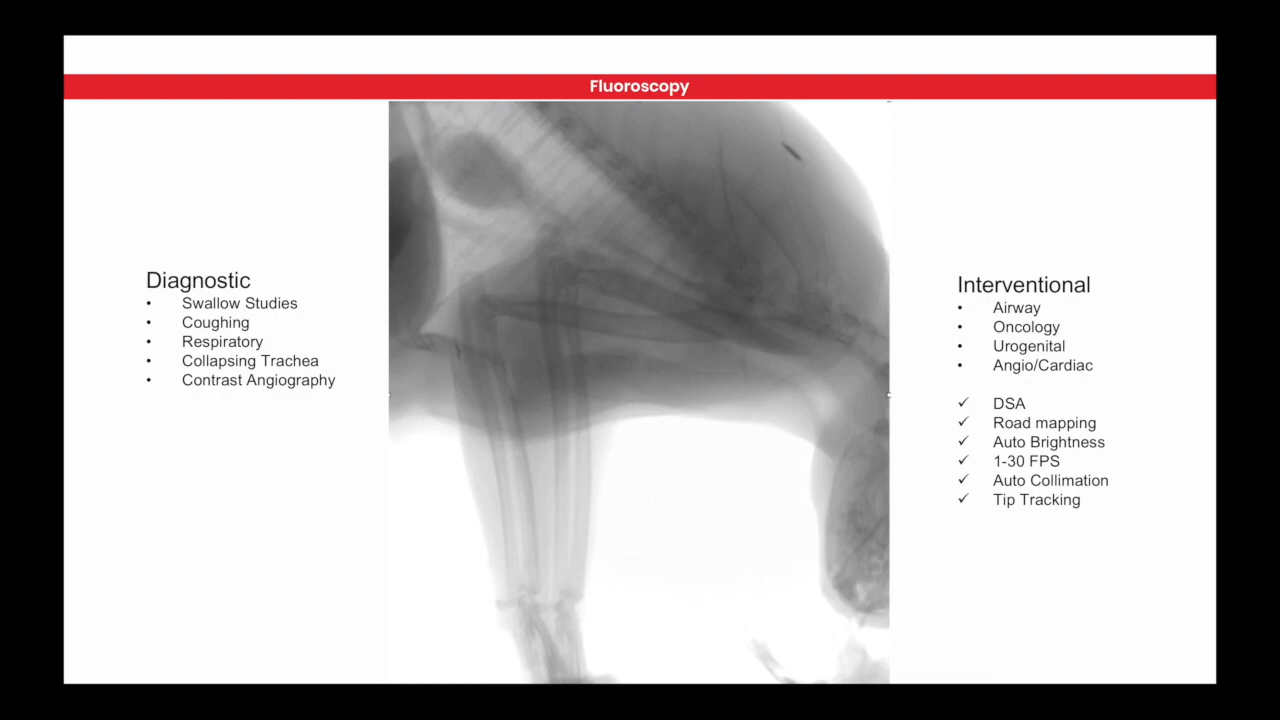 Fluoroscopy
Diagnostic
• Swallow Studies
• Coughing
• Respiratory
• Collapsing Trachea
• Contrast Angiography
Interventional
• Airway
• Oncology
• Urogenital
• Angio/Cardiac
✓ DSA
✓ Road mapping
✓ Auto Brightness
✓ 1-30 FPS
✓ Auto Collimation
✓ Tip Tracking